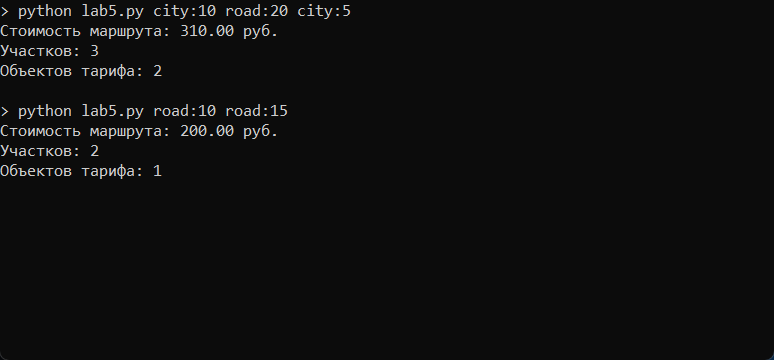 > python lab5.py city:10 road:20 city:5
Стоимость маршрута: 310.00 руб.
Участков: 3
Объектов тарифа: 2
> python lab5.py road:10 road:15
Стоимость маршрута: 200.00 руб.
Участков: 2
Объектов тарифа: 1